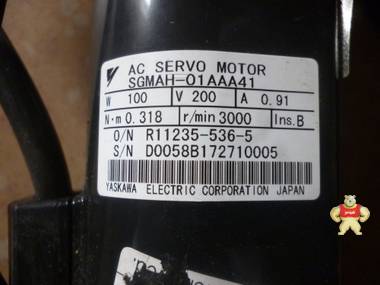 AC SERVO MOTOR
SGMAH-01AAA41
W 100 V 200 A 0.91
N·m 0.318 r/min 3000 Ins.B
O/N R11235-536-5
S/N D0058B172710005
YASKAWA ELECTRIC CORPORATION JAPAN